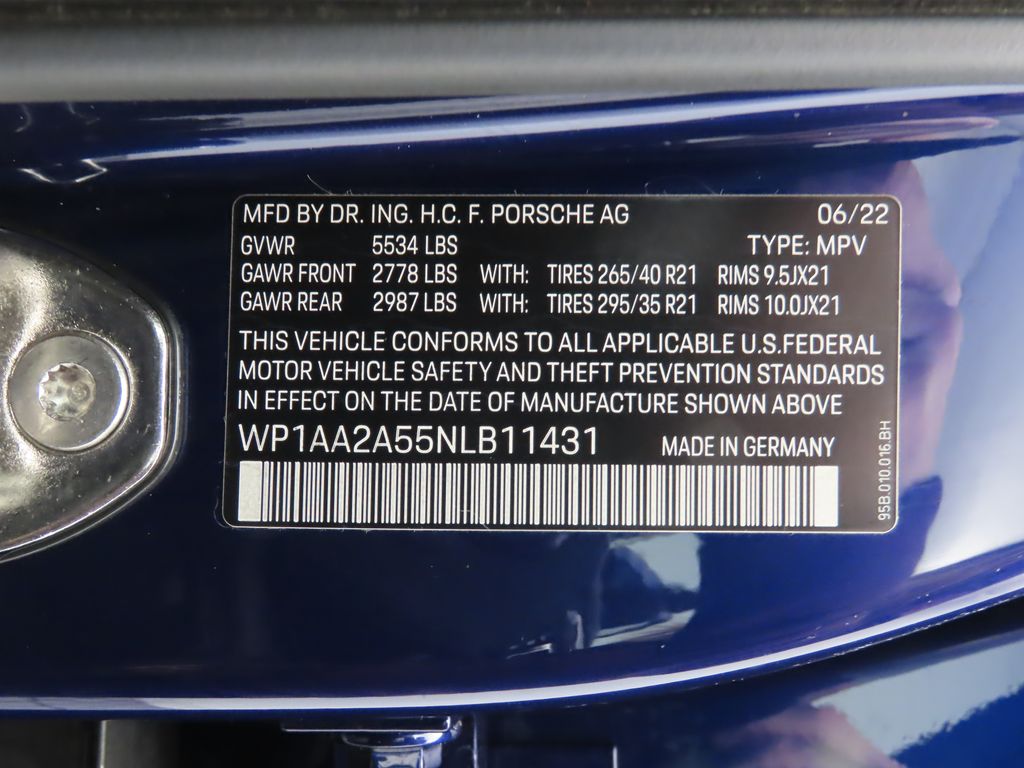 MFD BY DR. ING. H.C. F. PORSCHE AG 06/22
GVWR 5534 LBS TYPE: MPV
GAWR FRONT 2778 LBS WITH: TIRES 265/40 R21 RIMS 9.5JX21
GAWR REAR 2987 LBS WITH: TIRES 295/35 R21 RIMS 10.0JX21
THIS VEHICLE CONFORMS TO ALL APPLICABLE U.S.FEDERAL
MOTOR VEHICLE SAFETY AND THEFT PREVENTION STANDARDS
IN EFFECT ON THE DATE OF MANUFACTURE SHOWN ABOVE
WP1AA2A55NLB11431 MADE IN GERMANY
95B.010.016.BH